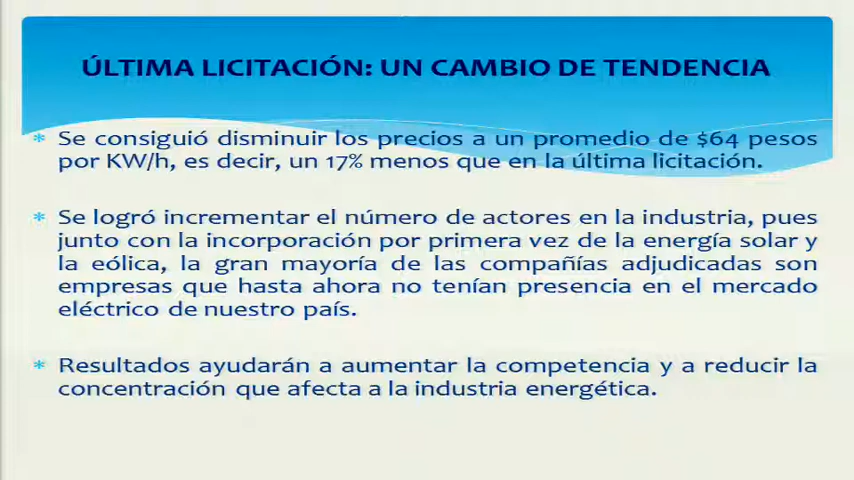 ÚLTIMA LICITACIÓN: UN CAMBIO DE TENDENCIA
* Se consiguió disminuir los precios a un promedio de $64 pesos
por KW/h, es decir, un 17% menos que en la última licitación.
* Se logró incrementar el número de actores en la industria, pues
junto con la incorporación por primera vez de la energía solar y
la eólica, la gran mayoría de las compañías adjudicadas son
empresas que hasta ahora no tenían presencia en el mercado
eléctrico de nuestro país.
* Resultados ayudarán a aumentar la competencia y a reducir la
concentración que afecta a la industria energética.